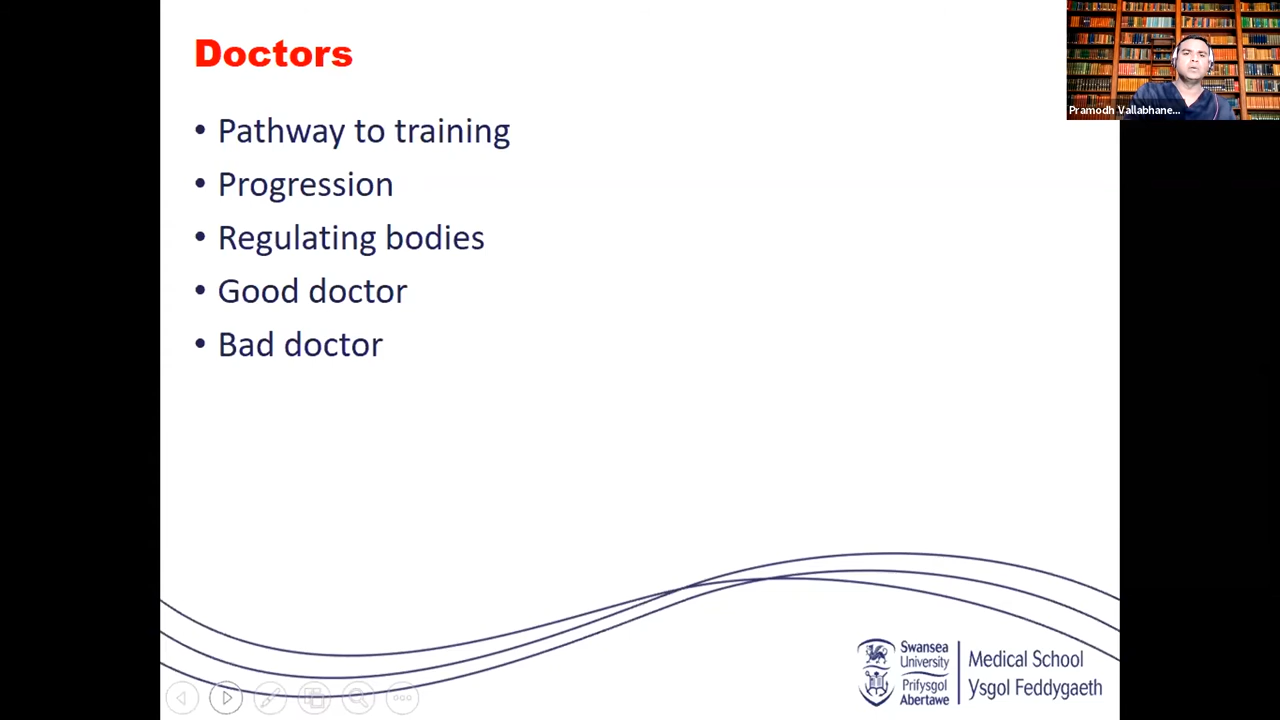 Doctors
• Pathway to training
• Progression
• Regulating bodies
• Good doctor
• Bad doctor
Pramodh Vallabhane...
Swansea
University
Prifysgol
Abertawe
Medical School
Ysgol Feddygaeth